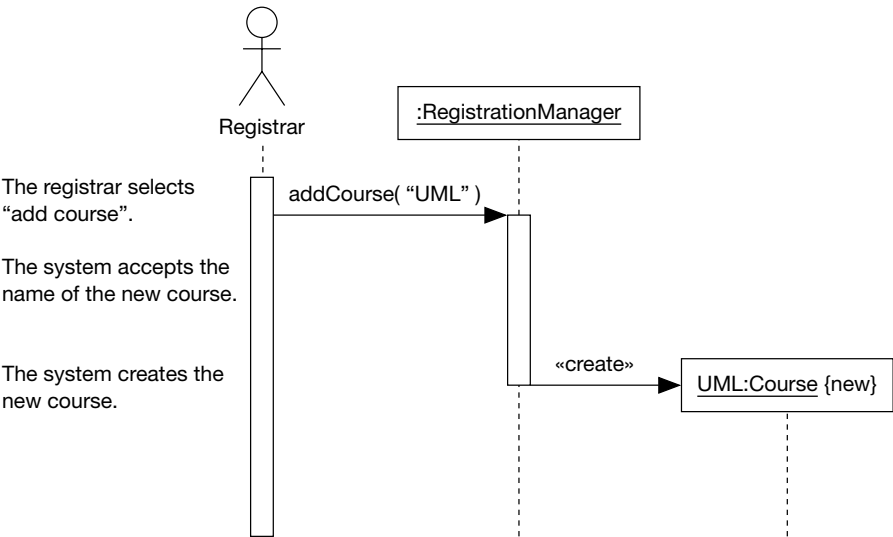 :RegistrationManager
Registrar
The registrar selects
“add course”.
addCourse( “UML” )
The system accepts the
name of the new course.
«create»
The system creates the
new course.
UML:Course {new}